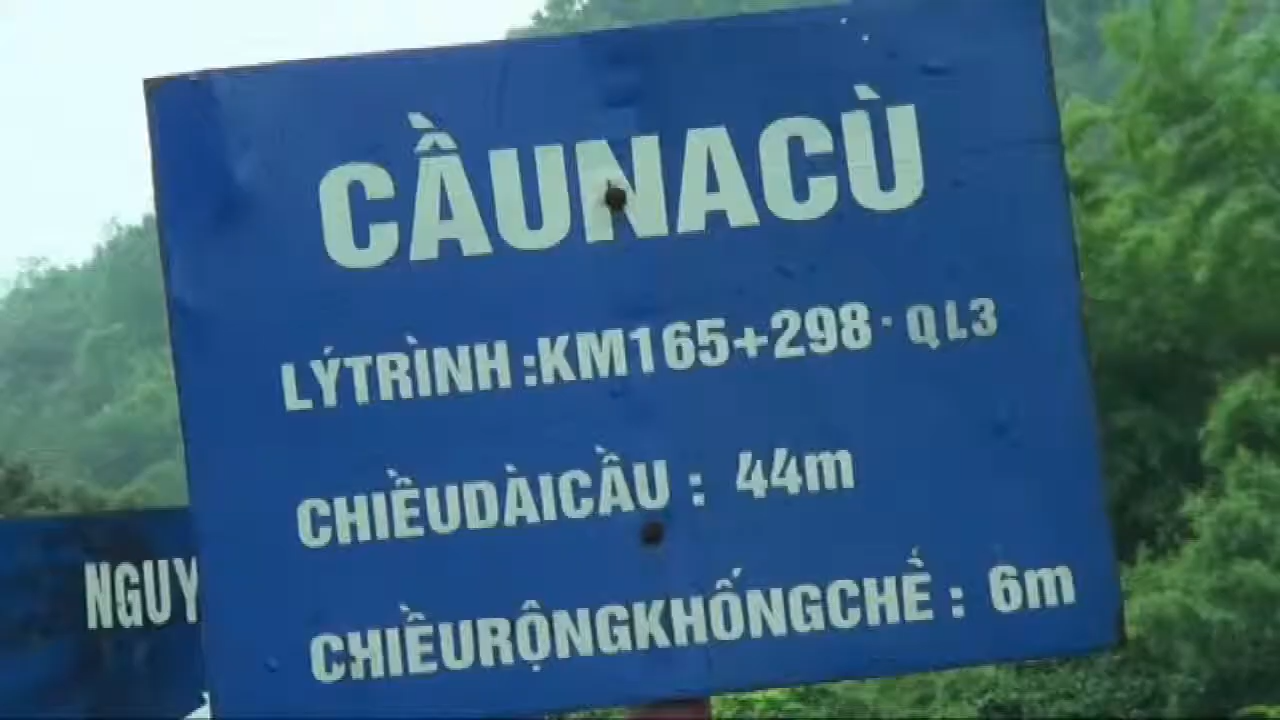 CẦUNACÙ
LÝTRÌNH :KM165+298· QL3
CHIỀUDÀICẦU : 44m
CHIỀURỘNGKHỐNGCHẾ : 6m
NGUY